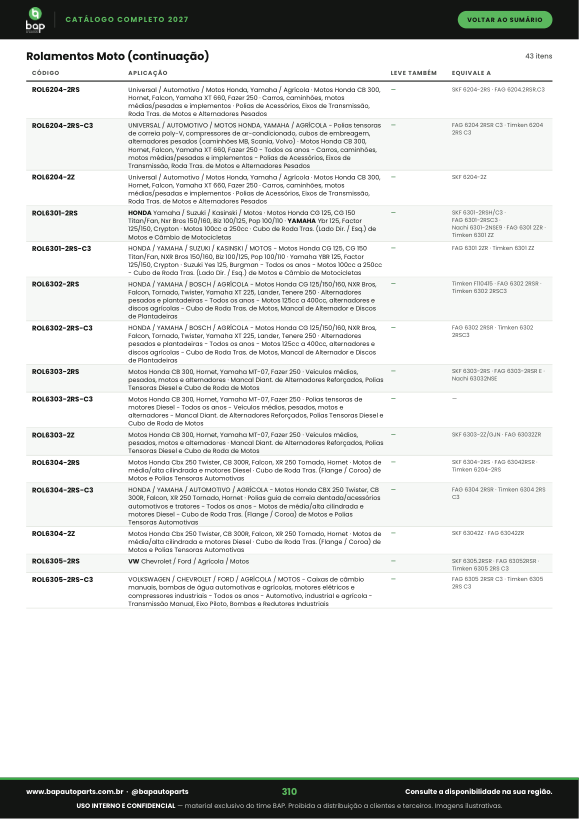 bap
CATÁLOGO COMPLETO 2027
VOLTAR AO SUMÁRIO
Rolamentos Moto (continuação)
43 itens
CÓDIGO APLICAÇÃO LEVE TAMBÉM EQUIVALE A
ROL6204-2RS
Universal / Automotivo / Motos Honda, Yamaha / Agrícola · Motos Honda CB 300,
Hornet, Falcon, Yamaha XT 660, Fazer 250 · Carros, caminhões, motos
médias/pesadas e implementos · Polias de Acessórios, Eixos de Transmissão,
Roda Tras. de Motos e Alternadores Pesados
—
SKF 6204-2RS · FAG 6204.2RSR.C3
ROL6204-2RS-C3
UNIVERSAL / AUTOMOTIVO / MOTOS HONDA, YAMAHA / AGRÍCOLA - Polias tensoras
de correia poly-V, compressores de ar-condicionado, cubos de embreagem,
alternadores pesados (caminhões MB, Scania, Volvo) · Motos Honda CB 300,
Hornet, Falcon, Yamaha XT 660, Fazer 250 - Todos os anos - Carros, caminhões,
motos médias/pesadas e implementos - Polias de Acessórios, Eixos de
Transmissão, Roda Tras. de Motos e Alternadores Pesados
—
FAG 6204 2RSR C3 · Timken 6204
2RS C3
ROL6204-2Z
Universal / Automotivo / Motos Honda, Yamaha / Agrícola · Motos Honda CB 300,
Hornet, Falcon, Yamaha XT 660, Fazer 250 · Carros, caminhões, motos
médias/pesadas e implementos · Polias de Acessórios, Eixos de Transmissão,
Roda Tras. de Motos e Alternadores Pesados
—
SKF 6204-2Z
ROL6301-2RS
HONDA Yamaha / Suzuki / Kasinski / Motos · Motos Honda CG 125, CG 150
Titan/Fan, Nxr Bros 150/160, Biz 100/125, Pop 100/110 · YAMAHA Ybr 125, Factor
125/150, Crypton · Motos 100cc a 250cc · Cubo de Roda Tras. (Lado Dir. / Esq.) de
Motos e Câmbio de Motocicletas
—
SKF 6301-2RSH/C3 ·
FAG 6301-2RSC3 ·
Nachi 6301-2NSE9 · FAG 6301 2ZR ·
Timken 6301 ZZ
ROL6301-2RS-C3
HONDA / YAMAHA / SUZUKI / KASINSKI / MOTOS - Motos Honda CG 125, CG 150
Titan/Fan, NXR Bros 150/160, Biz 100/125, Pop 100/110 · Yamaha YBR 125, Factor
125/150, Crypton · Suzuki Yes 125, Burgman - Todos os anos - Motos 100cc a 250cc
- Cubo de Roda Tras. (Lado Dir. / Esq.) de Motos e Câmbio de Motocicletas
—
FAG 6301 2ZR · Timken 6301 ZZ
ROL6302-2RS
HONDA / YAMAHA / BOSCH / AGRÍCOLA - Motos Honda CG 125/150/160, NXR Bros,
Falcon, Tornado, Twister, Yamaha XT 225, Lander, Tenere 250 · Alternadores
pesados e plantadeiras - Todos os anos - Motos 125cc a 400cc, alternadores e
discos agrícolas - Cubo de Roda Tras. de Motos, Mancal de Alternador e Discos
de Plantadeiras
—
Timken F110415 · FAG 6302 2RSR ·
Timken 6302 2RSC3
ROL6302-2RS-C3
HONDA / YAMAHA / BOSCH / AGRÍCOLA - Motos Honda CG 125/150/160, NXR Bros,
Falcon, Tornado, Twister, Yamaha XT 225, Lander, Tenere 250 · Alternadores
pesados e plantadeiras - Todos os anos - Motos 125cc a 400cc, alternadores e
discos agrícolas - Cubo de Roda Tras. de Motos, Mancal de Alternador e Discos
de Plantadeiras
—
FAG 6302 2RSR · Timken 6302
2RSC3
ROL6303-2RS
Motos Honda CB 300, Hornet, Yamaha MT-07, Fazer 250 · Veículos médios,
pesados, motos e alternadores · Mancal Diant. de Alternadores Reforçados, Polias
Tensoras Diesel e Cubo de Roda de Motos
—
SKF 6303-2RS · FAG 6303-2RSR E ·
Nachi 63032NSE
ROL6303-2RS-C3
Motos Honda CB 300, Hornet, Yamaha MT-07, Fazer 250 · Polias tensoras de
motores Diesel - Todos os anos - Veículos médios, pesados, motos e
alternadores - Mancal Diant. de Alternadores Reforçados, Polias Tensoras Diesel e
Cubo de Roda de Motos
—
—
ROL6303-2Z
Motos Honda CB 300, Hornet, Yamaha MT-07, Fazer 250 · Veículos médios,
pesados, motos e alternadores · Mancal Diant. de Alternadores Reforçados, Polias
Tensoras Diesel e Cubo de Roda de Motos
—
SKF 6303-2Z/GJN · FAG 63032ZR
ROL6304-2RS
Motos Honda Cbx 250 Twister, CB 300R, Falcon, XR 250 Tornado, Hornet · Motos de
média/alta cilindrada e motores Diesel · Cubo de Roda Tras. (Flange / Coroa) de
Motos e Polias Tensoras Automotivas
—
SKF 6304-2RS · FAG 63042RSR ·
Timken 6204-2RS
ROL6304-2RS-C3
HONDA / YAMAHA / AUTOMOTIVO / AGRÍCOLA - Motos Honda CBX 250 Twister, CB
300R, Falcon, XR 250 Tornado, Hornet · Polias guia de correia dentada/acessórios
automotivos e tratores - Todos os anos - Motos de média/alta cilindrada e
motores Diesel - Cubo de Roda Tras. (Flange / Coroa) de Motos e Polias
Tensoras Automotivas
—
FAG 6304 2RSR · Timken 6304 2RS
C3
ROL6304-2Z
Motos Honda Cbx 250 Twister, CB 300R, Falcon, XR 250 Tornado, Hornet · Motos de
média/alta cilindrada e motores Diesel · Cubo de Roda Tras. (Flange / Coroa) de
Motos e Polias Tensoras Automotivas
—
SKF 63042Z · FAG 63042ZR
ROL6305-2RS
VW Chevrolet / Ford / Agrícola / Motos
—
SKF 6305.2RSR · FAG 63052RSR ·
Timken 6305 2RS C3
ROL6305-2RS-C3
VOLKSWAGEN / CHEVROLET / FORD / AGRÍCOLA / MOTOS - Caixas de câmbio
manuais, bombas de água automotivas e agrícolas, motores elétricos e
compressores industriais - Todos os anos - Automotivo, industrial e agrícola -
Transmissão Manual, Eixo Piloto, Bombas e Redutores Industriais
—
FAG 6305 2RSR C3 · Timken 6305
2RS C3
www.bapautoparts.com.br · @bapautoparts
310
Consulte a disponibilidade na sua região.
USO INTERNO E CONFIDENCIAL — material exclusivo do time BAP. Proibida a distribuição a clientes e terceiros. Imagens ilustrativas.